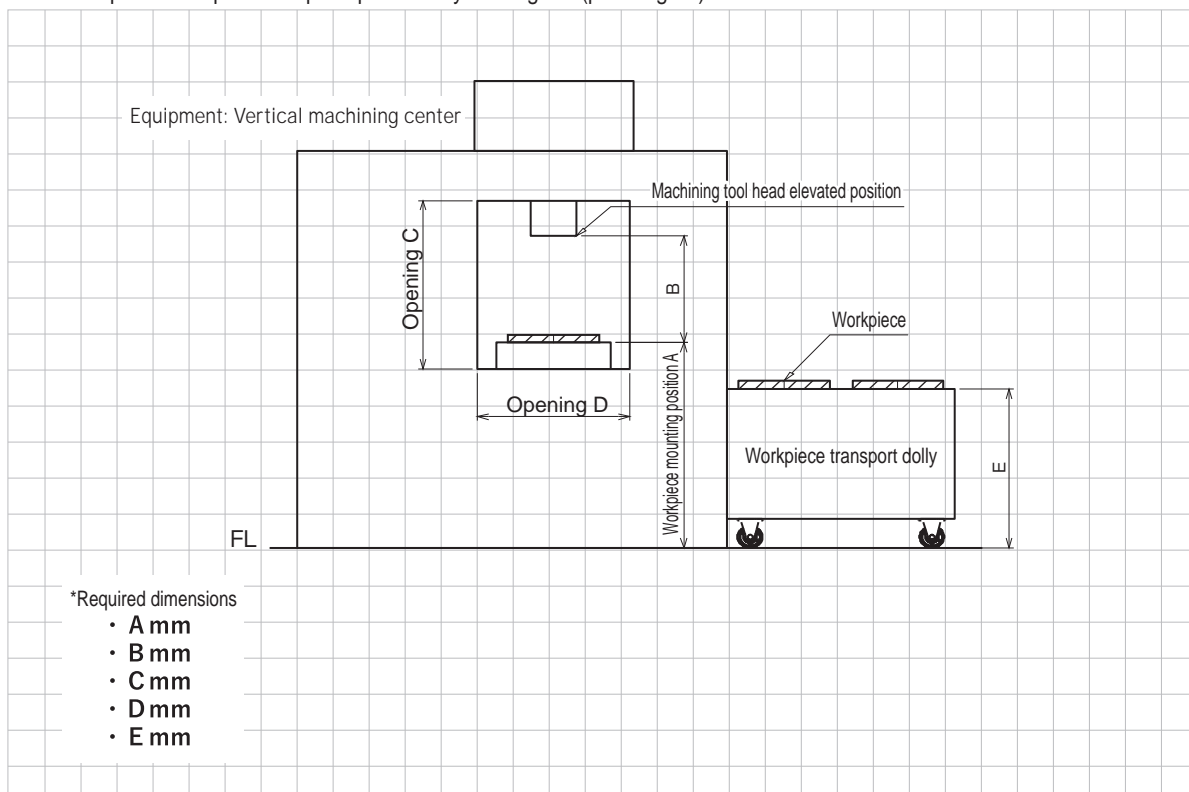 Equipment: Vertical machining center
Machining tool head elevated position
Opening C
B
Workpiece
Workpiece mounting position A
Opening D
Workpiece transport dolly
E
FL
*Required dimensions
・ A mm
・ B mm
・ C mm
・ D mm
・ E mm